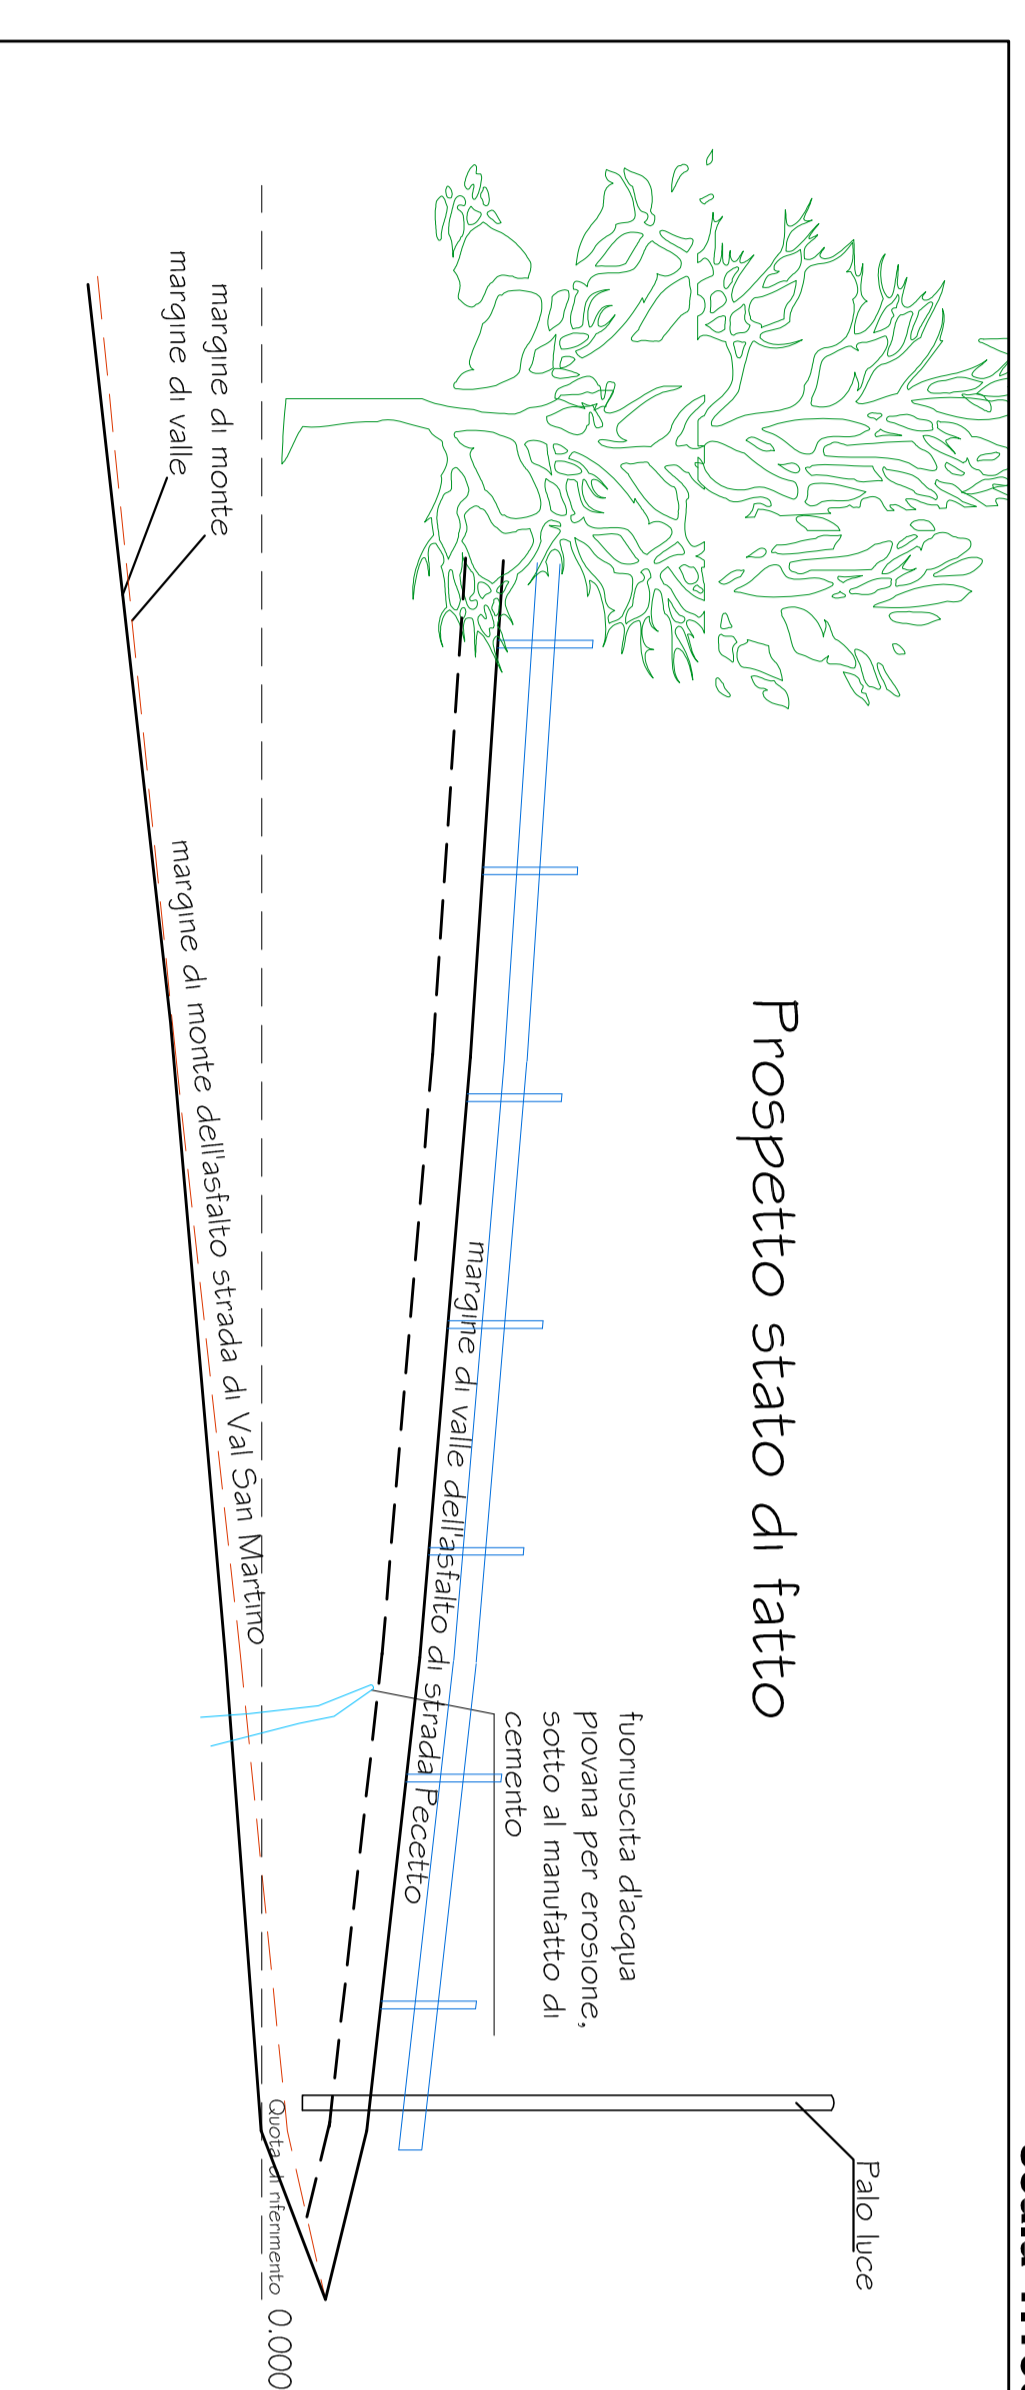 Prospetto stato di fatto
Palo luce
fuoriuscita d'acqua
piovana per erosione,
sotto al manufatto di
cemento
margine di valle dell'asfalto di strada Pecetto
margine di monte
margine di valle
margine di monte dell'asfalto strada di Val San Martino
Quota di riferimento 0.000